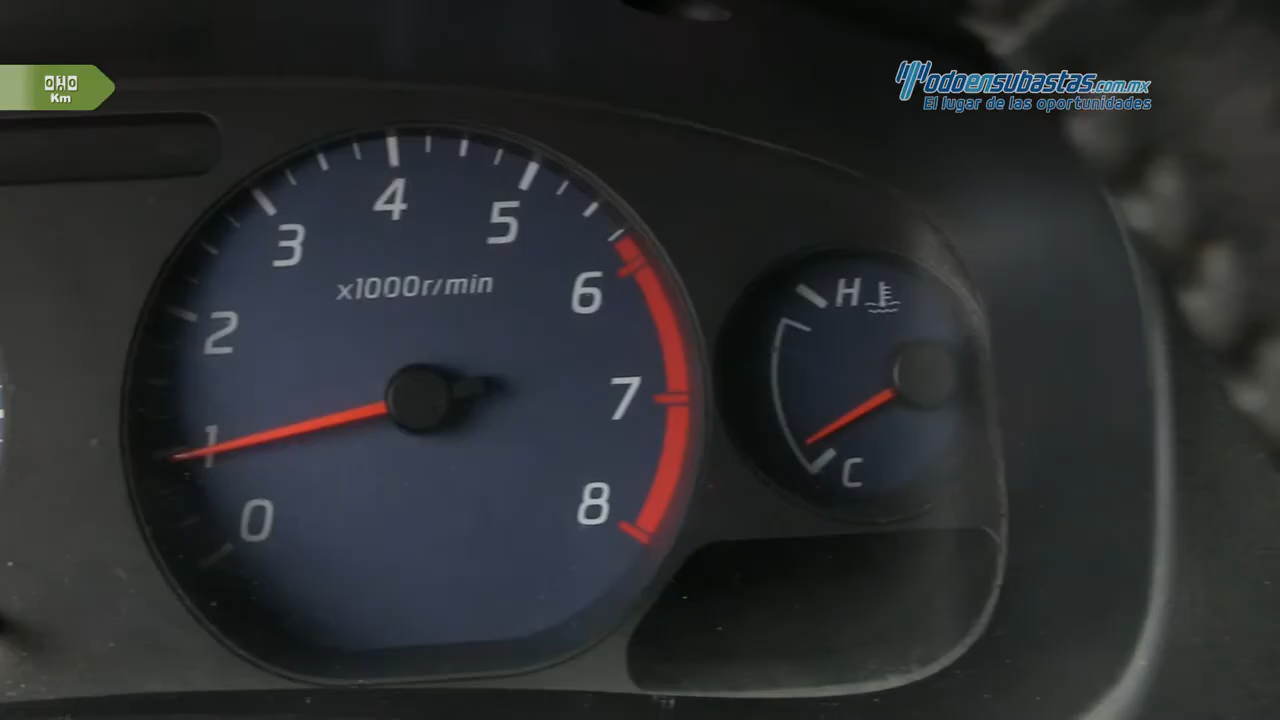 Km
Todoensubastas.com.mx
El lugar de las oportunidades
4
5
3
x1000r/min
6
H
2
7
1
C
8
0